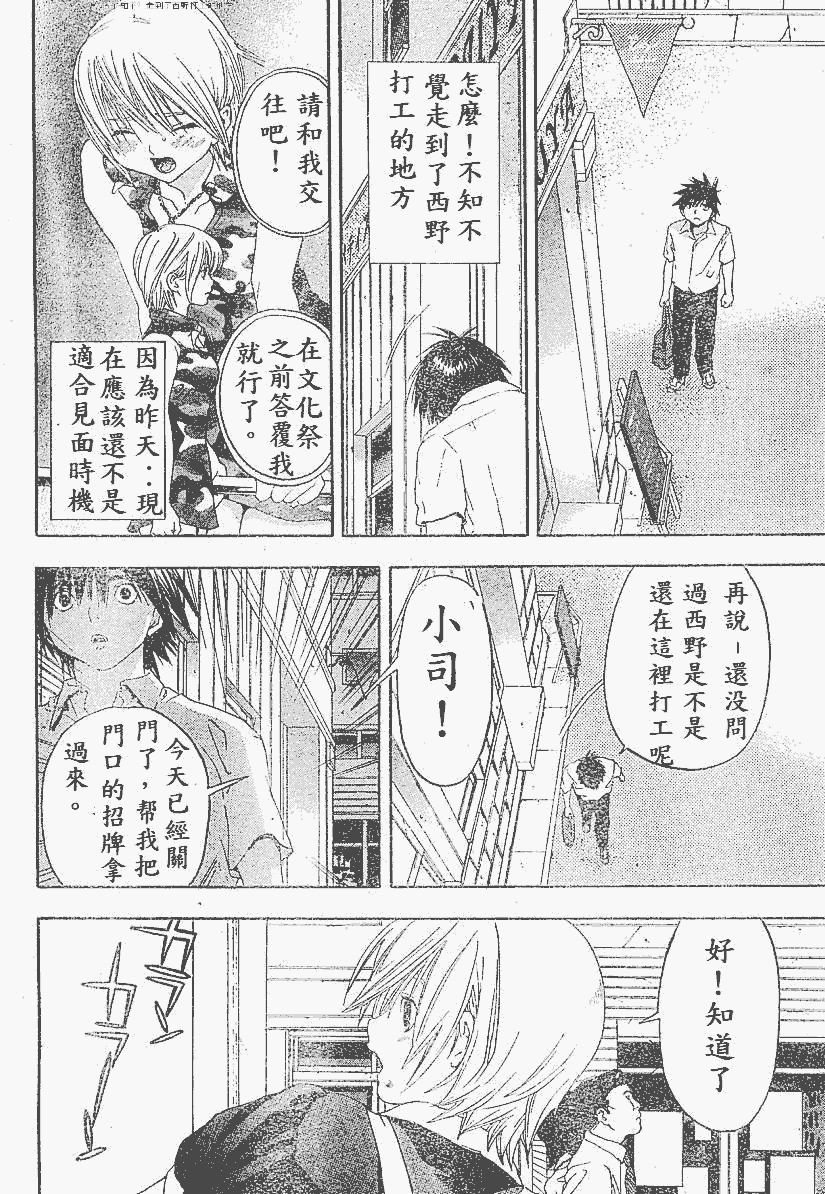 怎麼！不知不
覺走到了西野
打工的地方
請和我交
往吧！
在文化祭
之前答覆我
就行了。
因為昨天‥現
在應該還不是
適合見面時機
再說－還没問
過西野是不是
還在這裡打工呢
小司！
今天已經關
門了，帮我把
門口的招牌拿
過來。
好！知道了